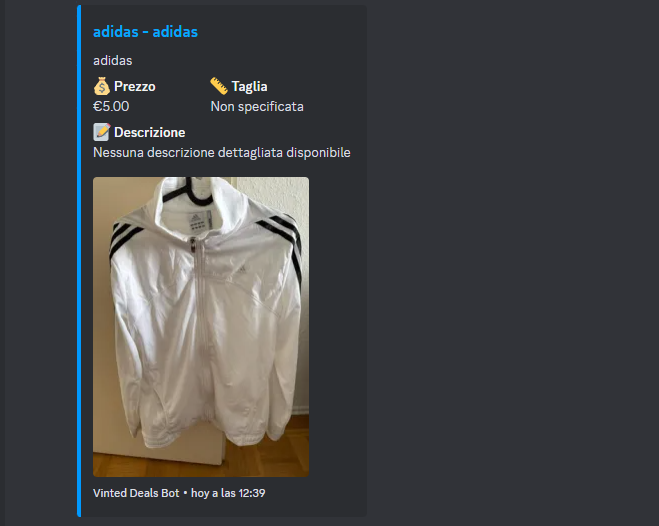 adidas - adidas
adidas
💰 Prezzo
📏 Taglia
€5.00
Non specificata
📝 Descrizione
Nessuna descrizione dettagliata disponibile
Vinted Deals Bot • hoy a las 12:39